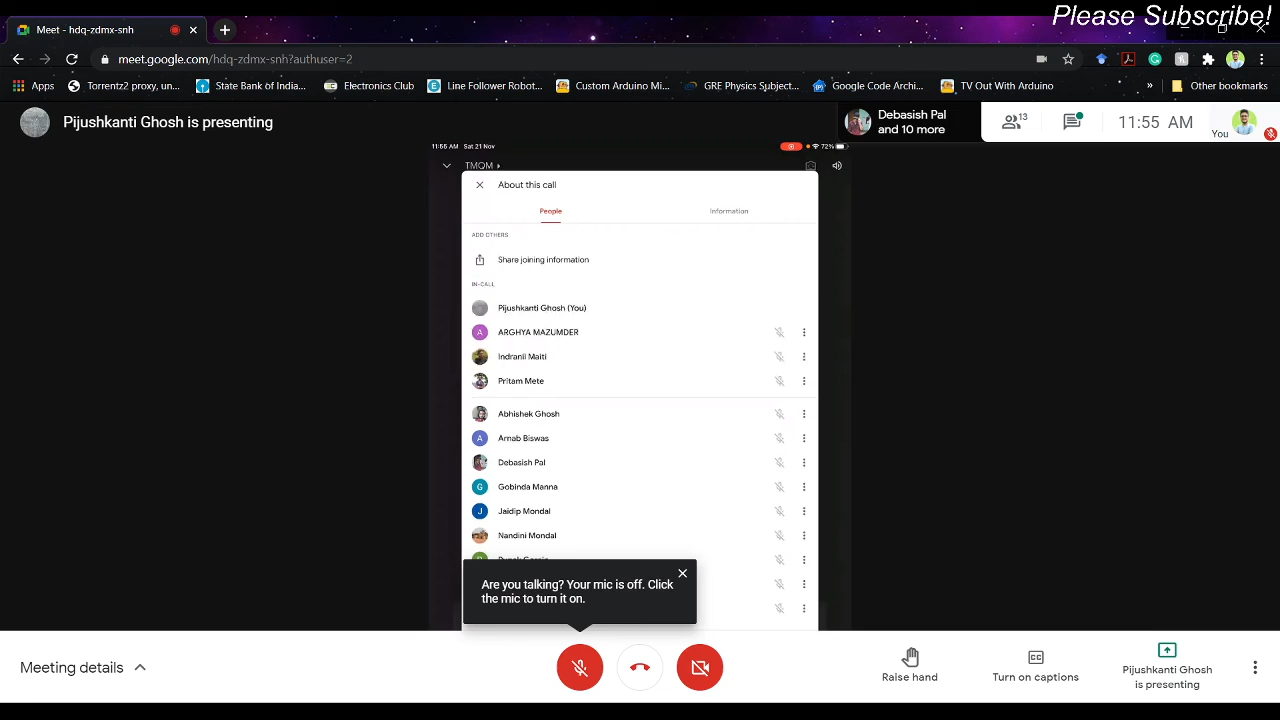 Please Subscribe!
Meet - hdq-zdmx-snh
meet.google.com/hdq-zdmx-snh?authuser=2
Apps
Torrentz2 proxy, un...
State Bank of India...
Electronics Club
Line Follower Robot...
Custom Arduino Mi...
GRE Physics Subject...
Google Code Archi...
TV Out With Arduino
»
Other bookmarks
Pijushkanti Ghosh is presenting
Debasish Pal
and 10 more
13
11:55 AM
You
11:55 AM Sat 21 Nov
72%
TMQM
About this call
People
Information
ADD OTHERS
Share joining information
IN-CALL
Pijushkanti Ghosh (You)
A
ARGHYA MAZUMDER
Indranil Maiti
Pritam Mete
Abhishek Ghosh
A
Arnab Biswas
Debasish Pal
G
Gobinda Manna
J
Jaidip Mondal
Nandini Mondal
Are you talking? Your mic is off. Click
the mic to turn it on.
Meeting details
Raise hand
CC
Turn on captions
Pijushkanti Ghosh
is presenting